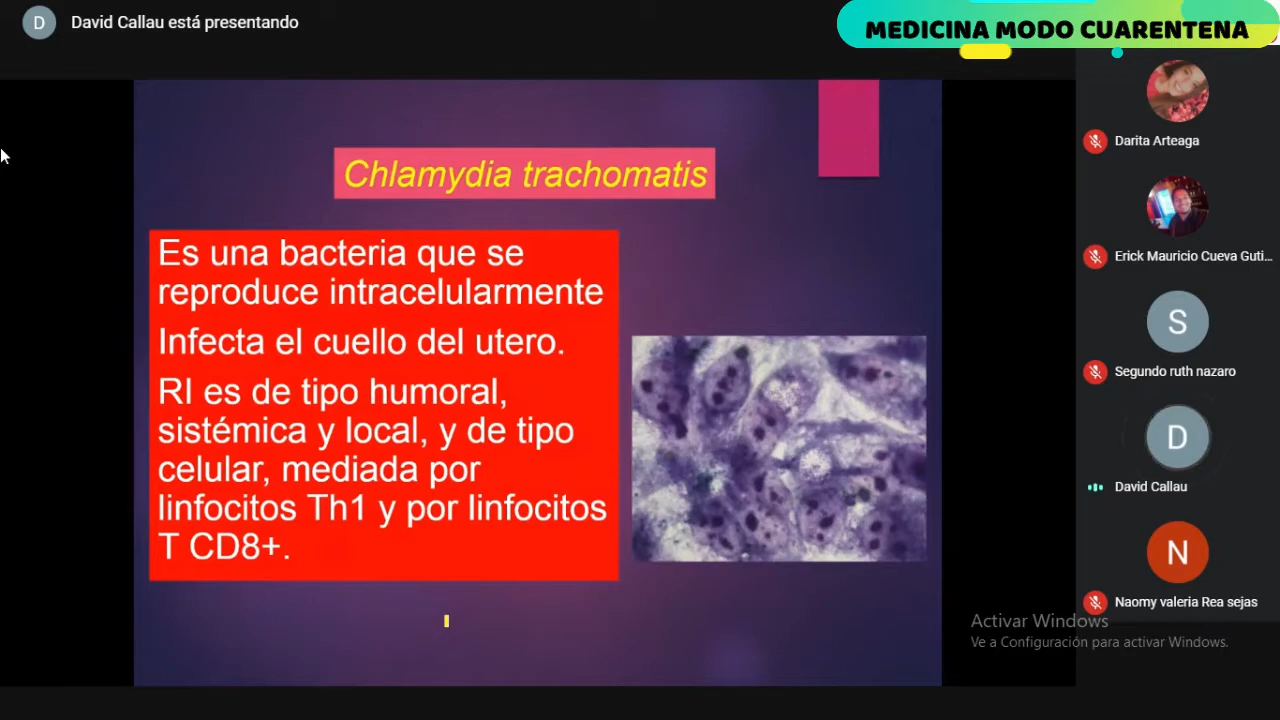 D
David Callau está presentando
MEDICINA MODO CUARENTENA
Chlamydia trachomatis
Es una bacteria que se
reproduce intracelularmente
Infecta el cuello del utero.
RI es de tipo humoral,
sistémica y local, y de tipo
celular, mediada por
linfocitos Th1 y por linfocitos
T CD8+.
Darita Arteaga
Erick Mauricio Cueva Guti...
S
Segundo ruth nazaro
D
David Callau
N
Naomy valeria Rea sejas
Activar Windows
Ve a Configuración para activar Windows.